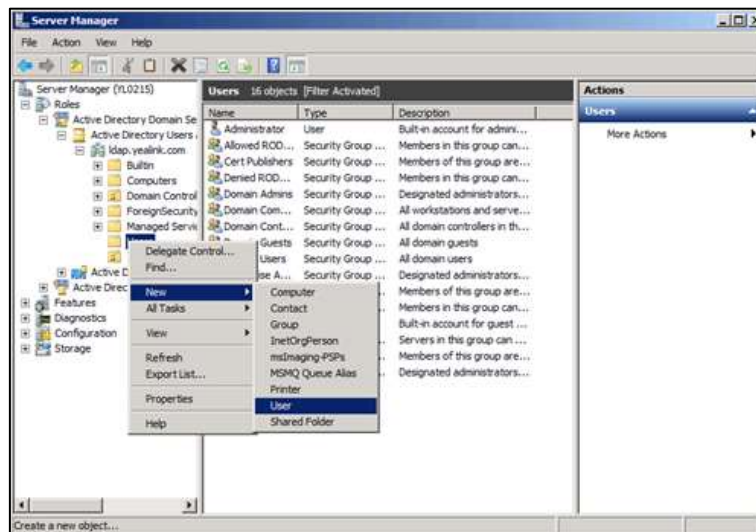 Server Manager
File Action View Help
Server Manager (YL0215)
Roles
Active Directory Domain Se
Active Directory Users
ldap.yealink.com
Builtin
Computers
Domain Control
ForeignSecurity
Managed Servic
Active D
Active Direc
Features
Diagnostics
Configuration
Storage
Users 16 objects [Filter Activated]
Name Type Description
Administrator User Built-in account for admini...
Allowed ROD... Security Group ... Members in this group can...
Cert Publishers Security Group ... Members of this group are...
Denied ROD... Security Group ... Members in this group can...
Domain Admins Security Group ... Designated administrators...
Domain Com... Security Group ... All workstations and serve...
Domain Cont... Security Group ... All domain controllers in th...
Guests Security Group ... All domain guests
Users Security Group ... All domain users
ise A... Security Group ... Designated administrators...
Members of this group are...
Members in this group can...
Built-in account for guest ...
Servers in this group can ...
Members of this group are...
Designated administrators...
Delegate Control...
Find...
New
All Tasks
View
Refresh
Export List...
Properties
Help
Computer
Contact
Group
InetOrgPerson
msImaging-PSPs
MSMQ Queue Alias
Printer
User
Shared Folder
Actions
Users
More Actions
Create a new object...